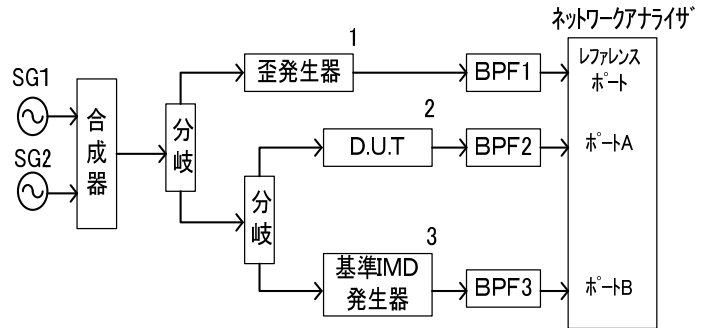 ネットワークアナライザ
1
SG1
SG2
合成器
分岐
歪発生器
BPF1
レファレンス
ポート
2
分岐
D.U.T
BPF2
ポートA
3
基準IMD
発生器
BPF3
ポートB